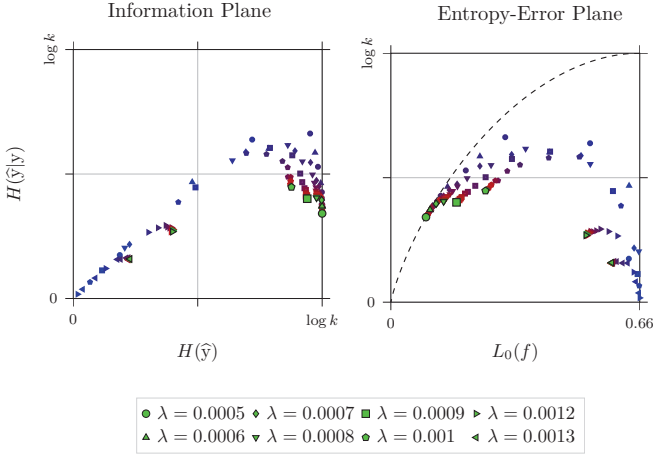 Information Plane
Entropy-Error Plane
log k
log k
H(ŷ|y)
0
0
0
log k
0
0.66
H(ŷ)
L₀(f)
λ = 0.0005
λ = 0.0007
λ = 0.0009
λ = 0.0012
λ = 0.0006
λ = 0.0008
λ = 0.001
λ = 0.0013